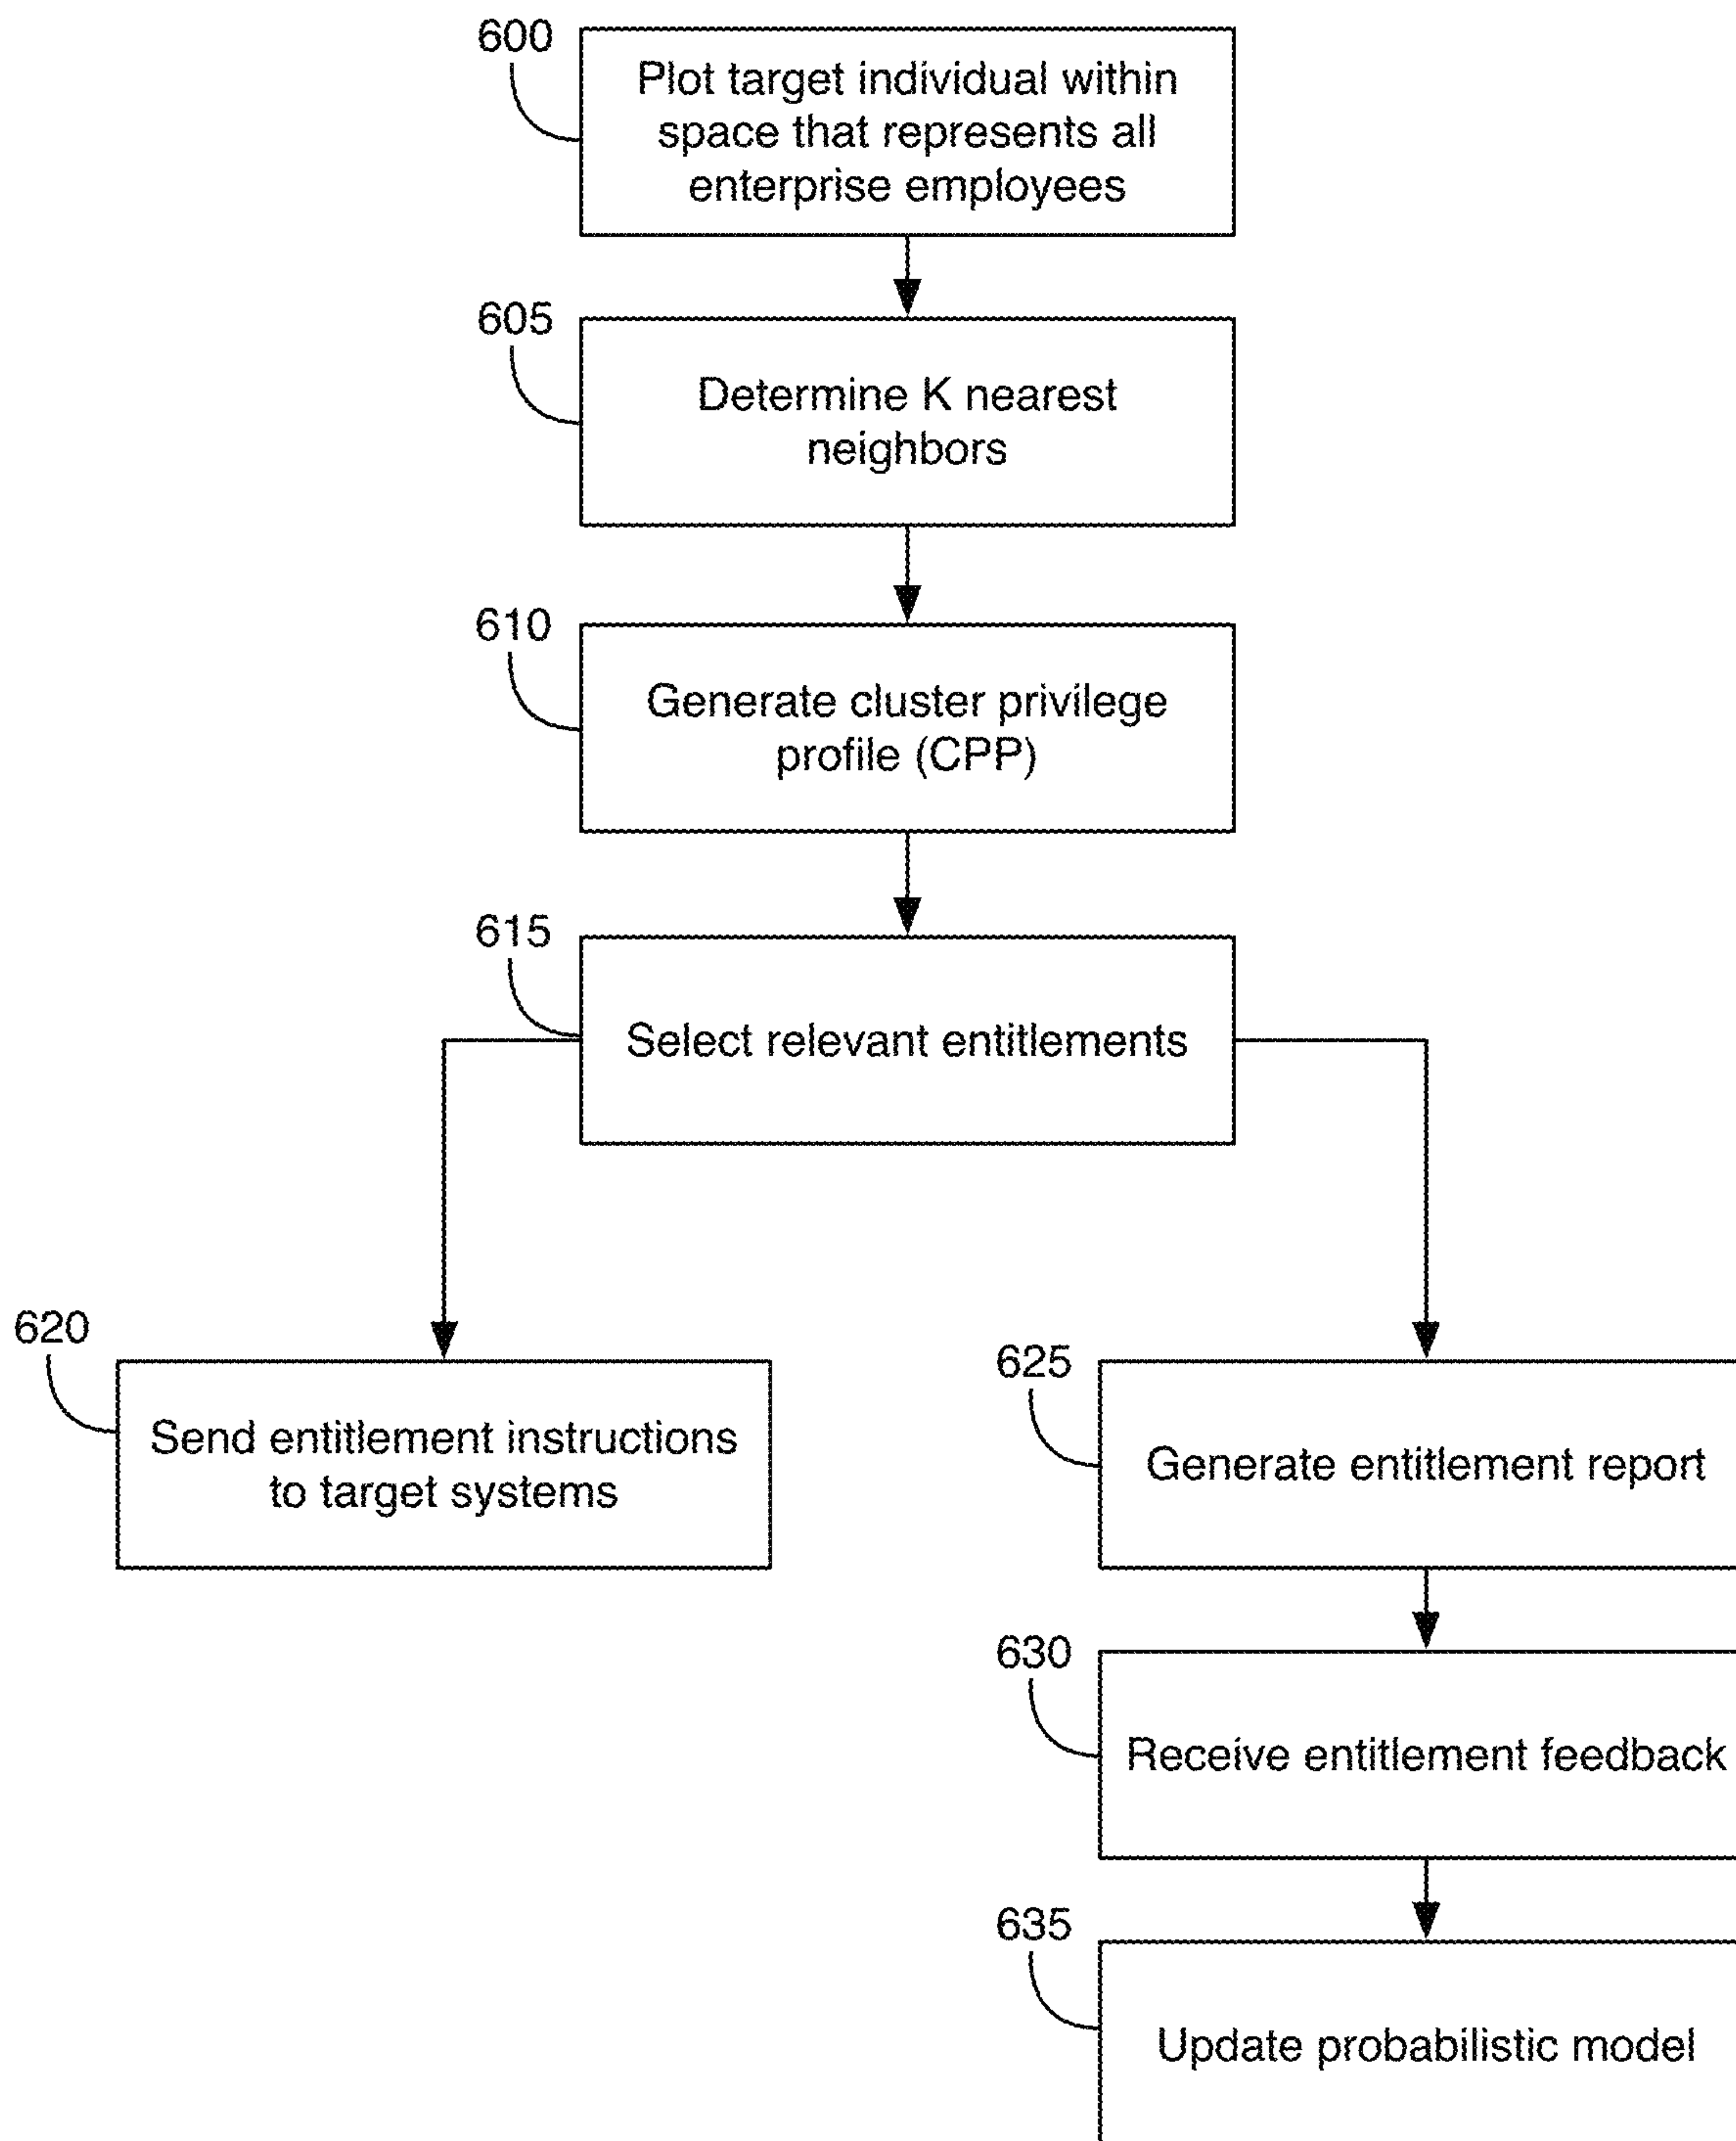 600
Plot target individual within
space that represents all
enterprise employees
605
Determine K nearest
neighbors
610
Generate cluster privilege
profile (CPP)
615
Select relevant entitlements
620
Send entitlement instructions
to target systems
625
Generate entitlement report
630
Receive entitlement feedback
635
Update probabilistic model